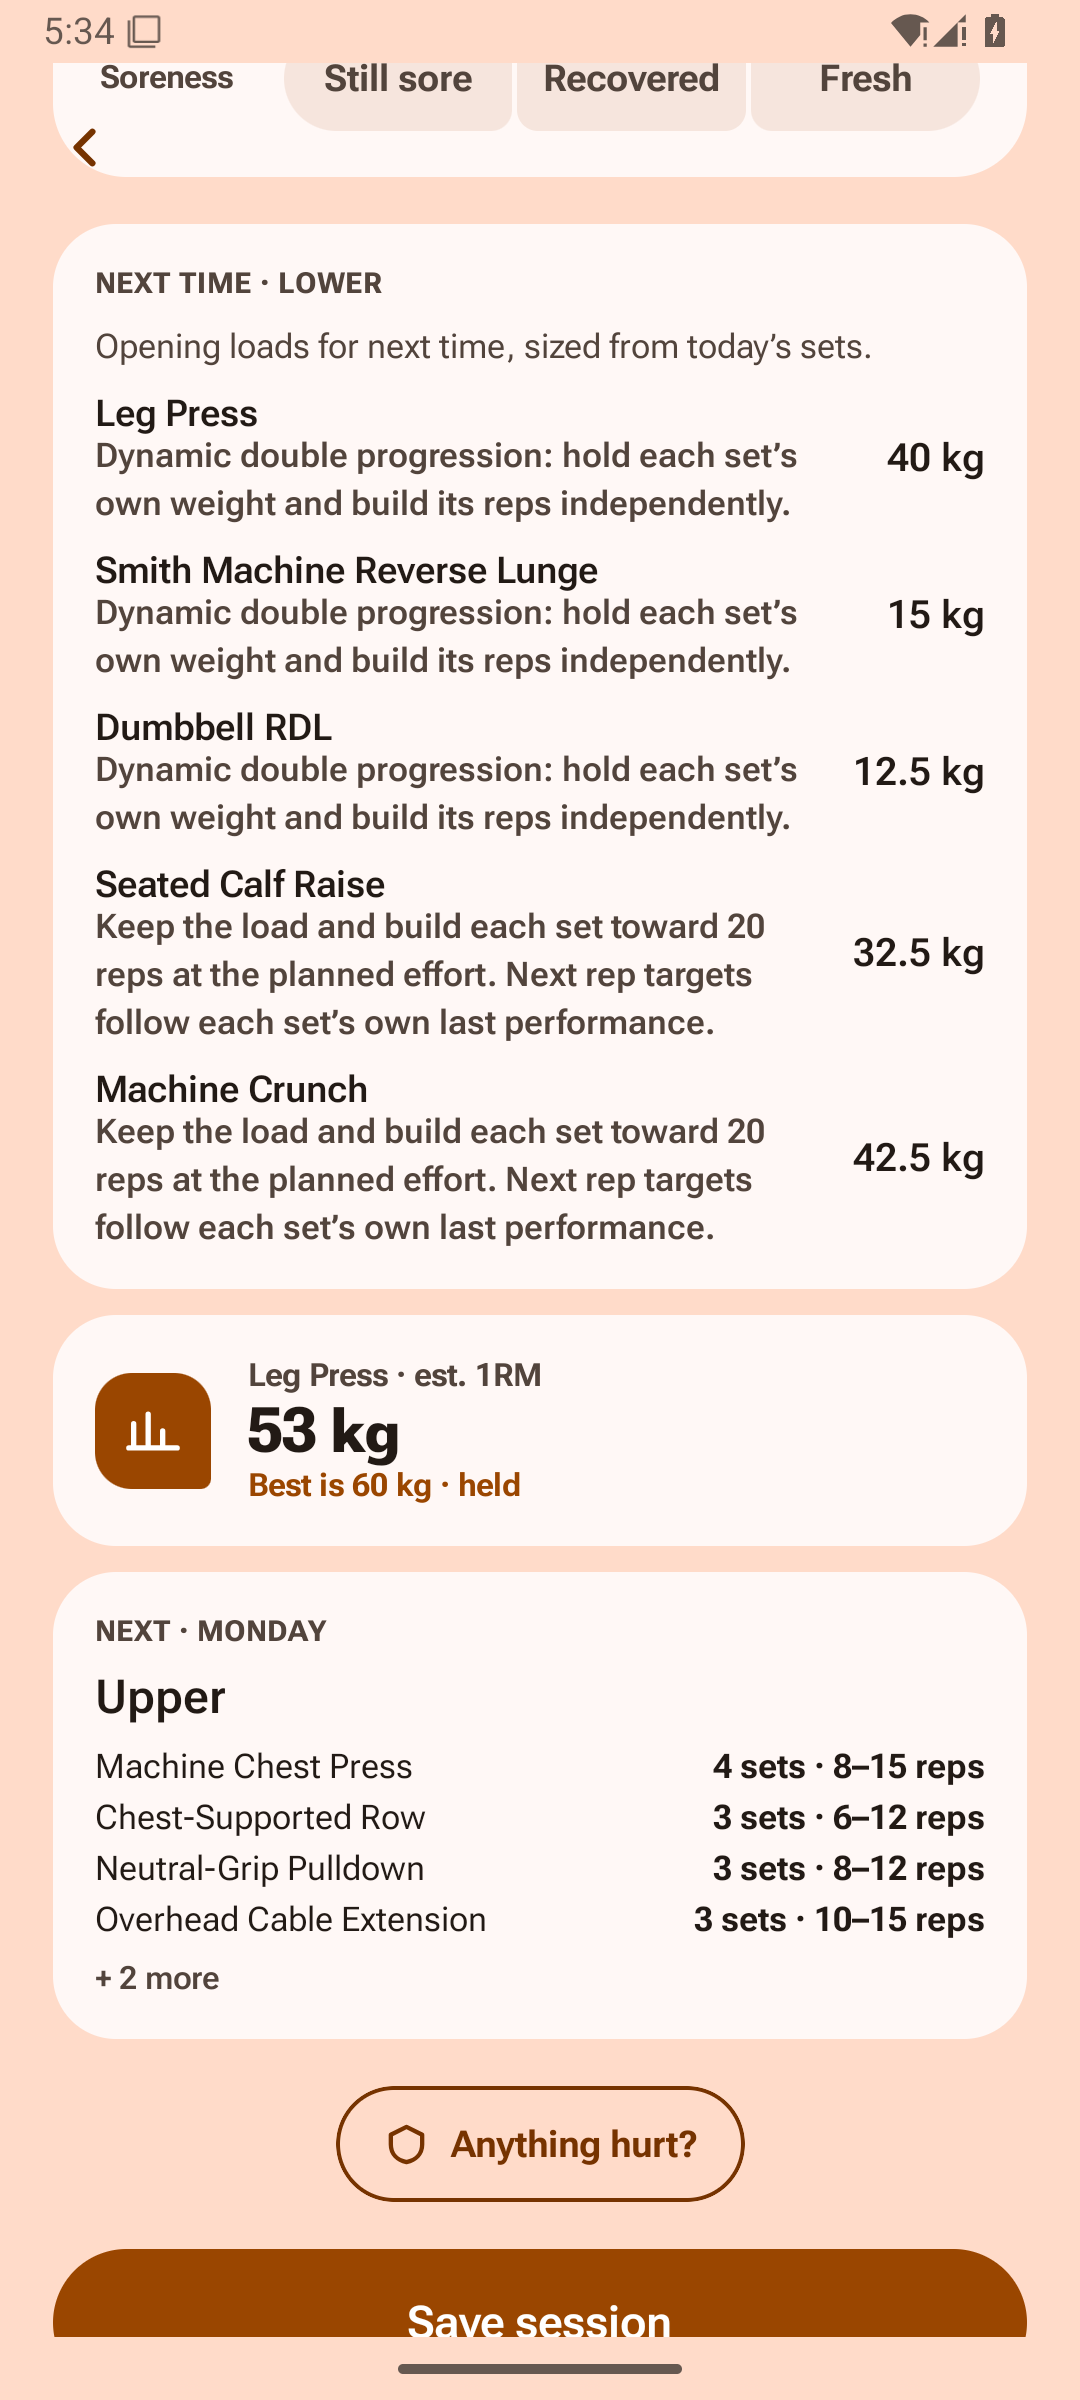 5:34
Soreness
Still sore
Recovered
Fresh
NEXT TIME · LOWER
Opening loads for next time, sized from today’s sets.
Leg Press
Dynamic double progression: hold each set’s
own weight and build its reps independently.
40 kg
Smith Machine Reverse Lunge
Dynamic double progression: hold each set’s
own weight and build its reps independently.
15 kg
Dumbbell RDL
Dynamic double progression: hold each set’s
own weight and build its reps independently.
12.5 kg
Seated Calf Raise
Keep the load and build each set toward 20
reps at the planned effort. Next rep targets
follow each set’s own last performance.
32.5 kg
Machine Crunch
Keep the load and build each set toward 20
reps at the planned effort. Next rep targets
follow each set’s own last performance.
42.5 kg
Leg Press · est. 1RM
53 kg
Best is 60 kg · held
NEXT · MONDAY
Upper
Machine Chest Press 4 sets · 8–15 reps
Chest-Supported Row 3 sets · 6–12 reps
Neutral-Grip Pulldown 3 sets · 8–12 reps
Overhead Cable Extension 3 sets · 10–15 reps
+ 2 more
Anything hurt?
Save session